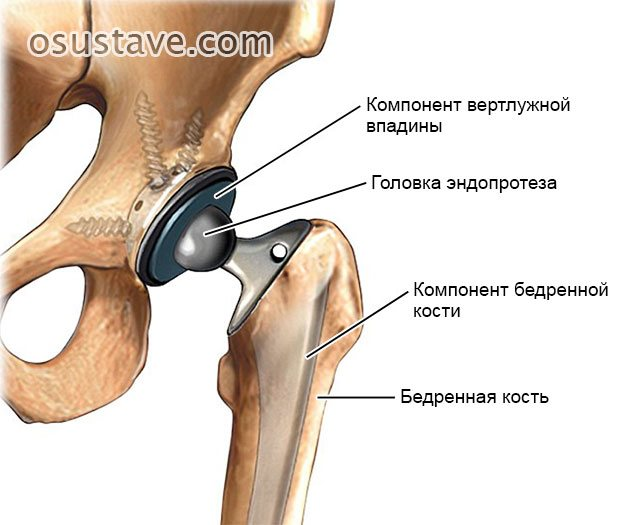 osustave.com
Компонент вертлужной
впадины
Головка эндопротеза
Компонент бедренной
кости
Бедренная кость